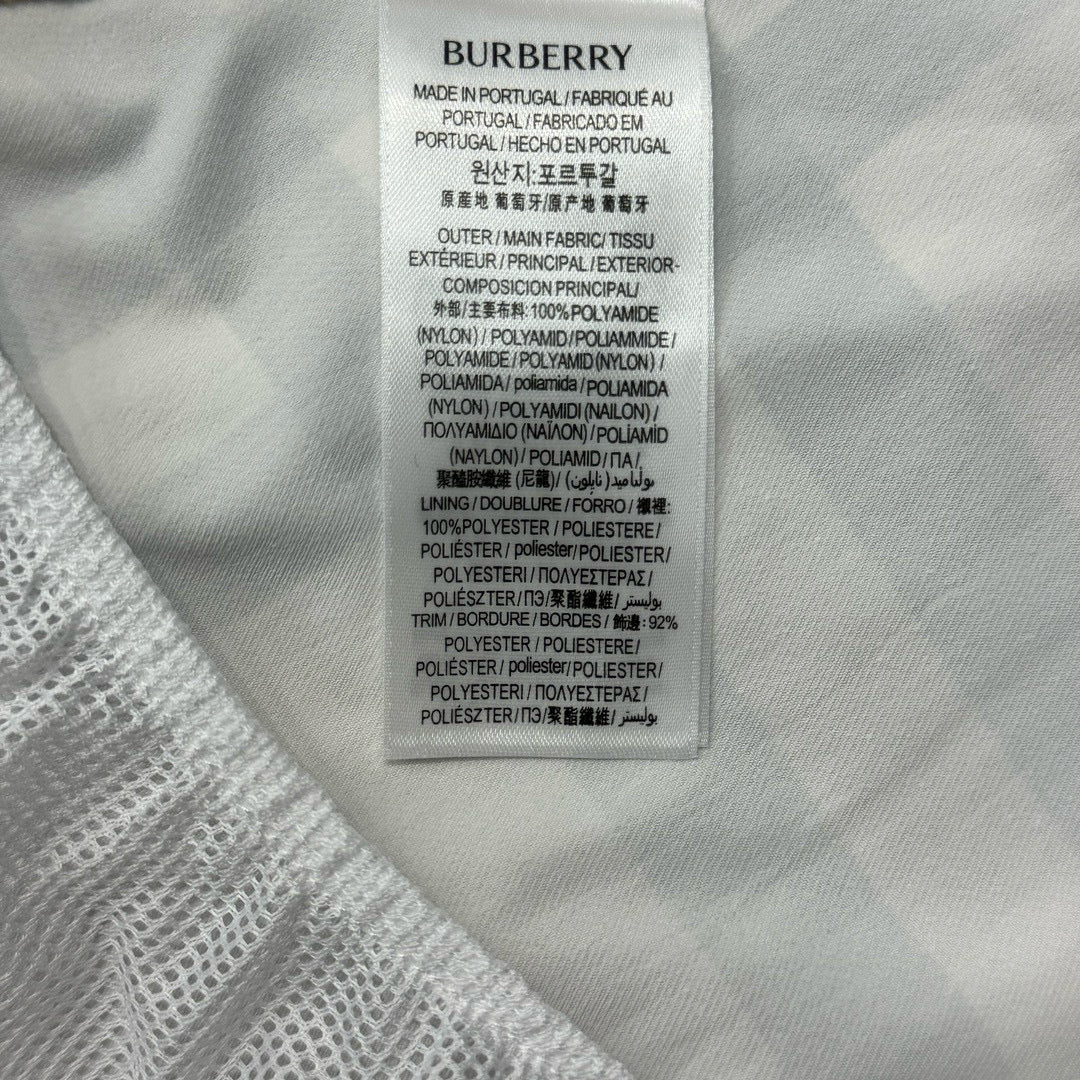 BURBERRY
MADE IN PORTUGAL / FABRIQUÉ AU
PORTUGAL / FABRICADO EM
PORTUGAL / HECHO EN PORTUGAL
원산지:포르투갈
原産地 葡萄牙/原产地 葡萄牙
OUTER / MAIN FABRIC/ TISSU
EXTÉRIEUR / PRINCIPAL / EXTERIOR-
COMPOSICION PRINCIPAL/
外部/主要布料: 100%POLYAMIDE
(NYLON) / POLYAMID/POLIAMMIDE /
POLYAMIDE / POLYAMID (NYLON) /
POLIAMIDA / poliamida / POLIAMIDA
(NYLON) / POLYAMIDI (NAILON) /
ΠΟΛΥΑΜΙΔΙΟ (ΝΑΪΛΟΝ) / POLİAMİD
(NAYLON) / POLIAMID / ПА /
聚醯胺纖維 (尼龍)/ (نايلون) بولياميد
LINING / DOUBLURE / FORRO / 襯裡:
100%POLYESTER / POLIESTERE /
POLIÉSTER / poliester/POLIESTER /
POLYESTERI / ΠΟΛΥΕΣΤΕΡΑΣ /
POLIÉSZTER / ПЭ/聚酯纖維/ بوليستر
TRIM / BORDURE / BORDES / 飾邊: 92%
POLYESTER / POLIESTERE /
POLIÉSTER / poliester/POLIESTER /
POLYESTERI / ΠΟΛΥΕΣΤΕΡΑΣ /
POLIÉSZTER / ПЭ/聚酯纖維/ بوليستر